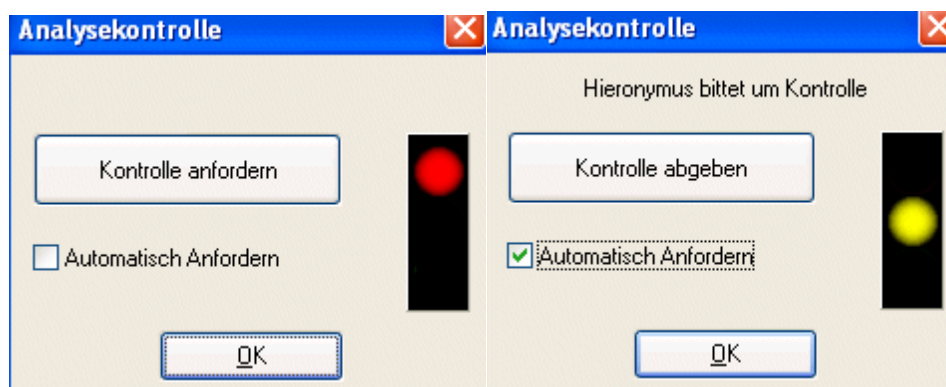 Analysekontrolle
Kontrolle anfordern
Automatisch Anfordern
OK
Analysekontrolle
Hieronymus bittet um Kontrolle
Kontrolle abgeben
Automatisch Anfordern
OK